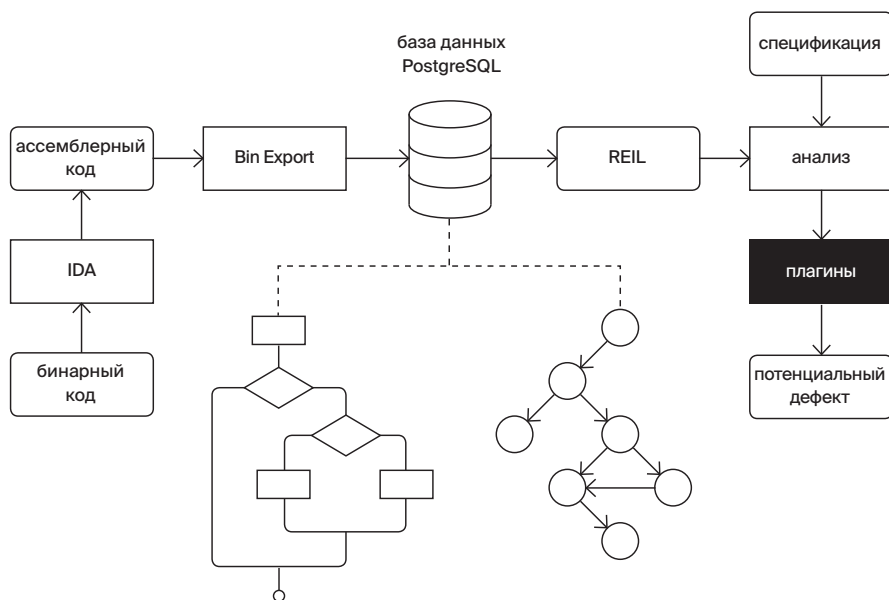 база данных
PostgreSQL
спецификация
ассемблерный
код
Bin Export
REIL
анализ
IDA
плагины
бинарный
код
потенциальный
дефект